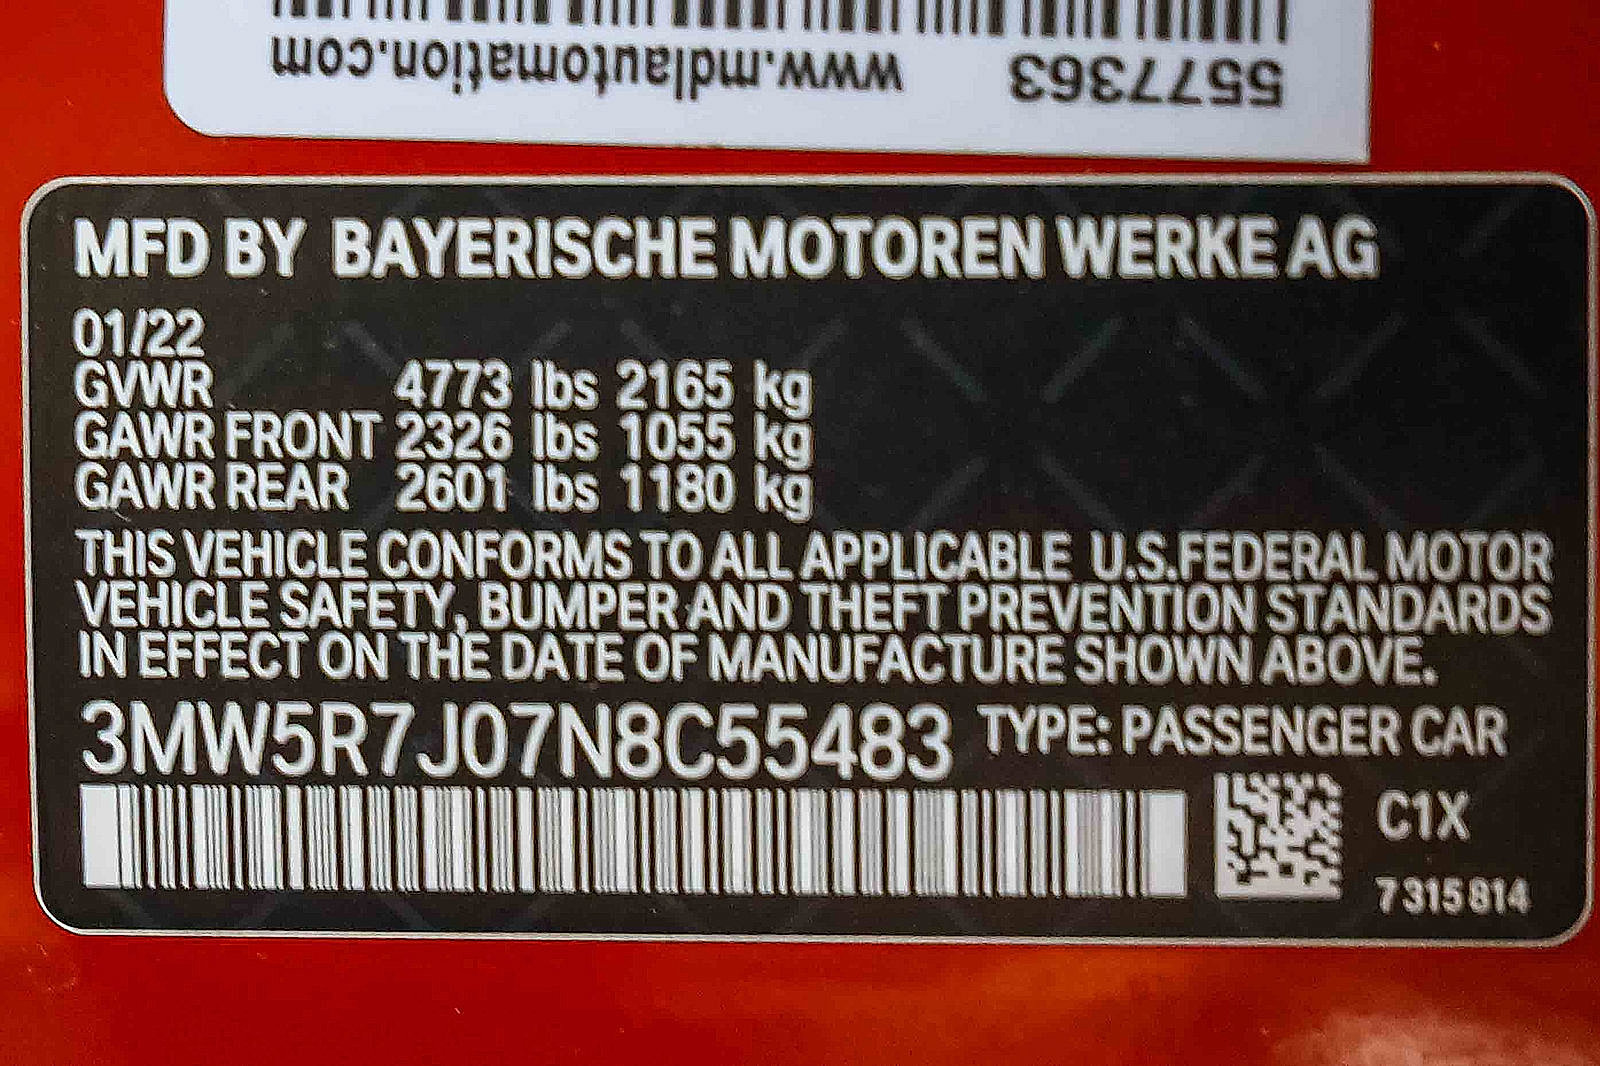 www.mdlautomation.com 5577363
MFD BY BAYERISCHE MOTOREN WERKE AG
01/22
GVWR 4773 lbs 2165 kg
GAWR FRONT 2326 lbs 1055 kg
GAWR REAR 2601 lbs 1180 kg
THIS VEHICLE CONFORMS TO ALL APPLICABLE U.S.FEDERAL MOTOR
VEHICLE SAFETY, BUMPER AND THEFT PREVENTION STANDARDS
IN EFFECT ON THE DATE OF MANUFACTURE SHOWN ABOVE.
3MW5R7J07N8C55483 TYPE: PASSENGER CAR
C1X
7315814